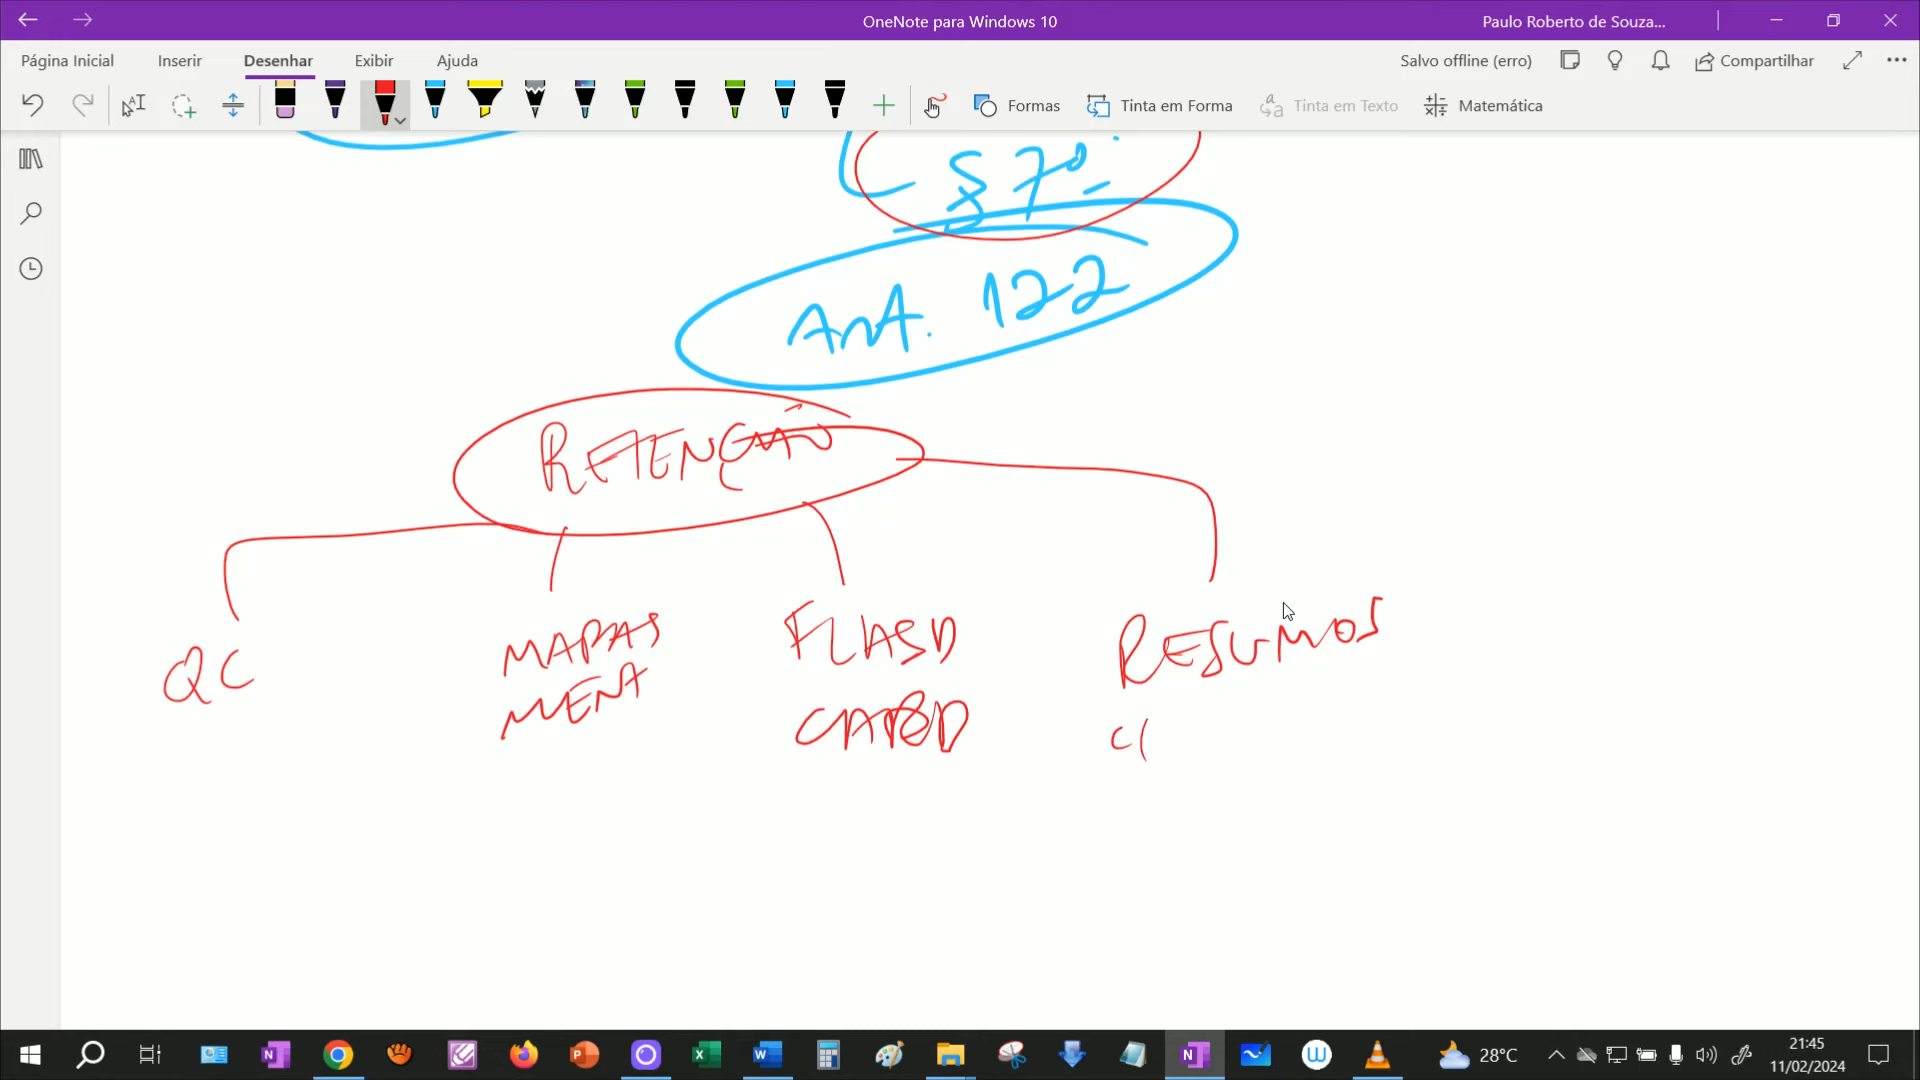 OneNote para Windows 10
Paulo Roberto de Souza...
Página Inicial
Inserir
Desenhar
Exibir
Ajuda
Salvo offline (erro)
Compartilhar
Formas
Tinta em Forma
Tinta em Texto
Matemática
§ 7º
Art. 122
RETENÇÃO
QC
MAPAS
MENT
FLASD
CARD
RESUMOS
C(
28°C
21:45
11/02/2024